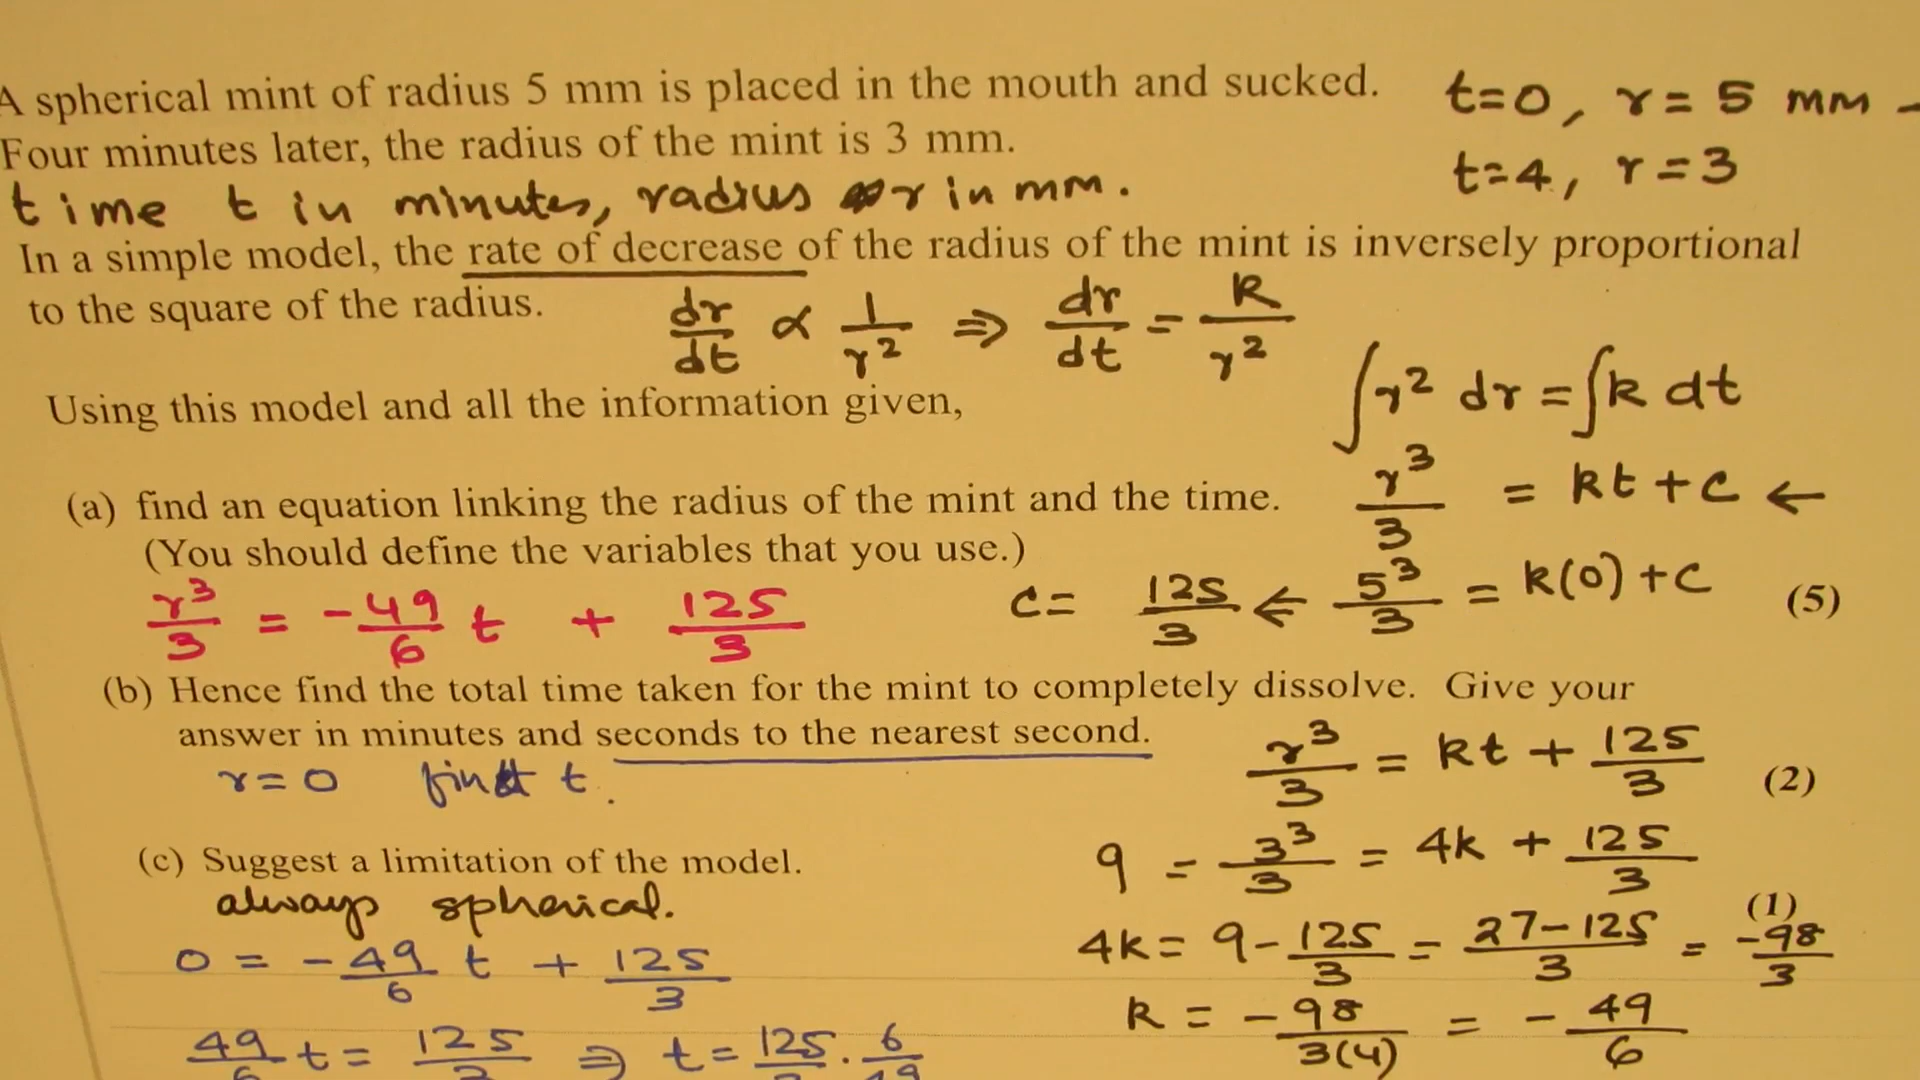 A spherical mint of radius 5 mm is placed in the mouth and sucked.
t=0, r=5 mm
Four minutes later, the radius of the mint is 3 mm.
t=4, r=3
time t in minutes, radius r in mm.
In a simple model, the rate of decrease of the radius of the mint is inversely proportional
to the square of the radius.
dr/dt ∝ 1/r² ⇒ dr/dt = k/r²
∫r² dr = ∫k dt
Using this model and all the information given,
r³/3 = kt + c ←
(a) find an equation linking the radius of the mint and the time.
(You should define the variables that you use.)
c = 125/3 ⇐ 5³/3 = k(0) + c
(5)
r³/3 = -49/6 t + 125/3
(b) Hence find the total time taken for the mint to completely dissolve. Give your
answer in minutes and seconds to the nearest second.
r³/3 = kt + 125/3
(2)
r=0 find t.
9 = 3³/3 = 4k + 125/3
(c) Suggest a limitation of the model.
always spherical.
(1)
4k = 9 - 125/3 = 27-125/3 = -98/3
0 = -49/6 t + 125/3
k = -98/3(4) = -49/6
49/6 t = 125/3 ⇒ t = 125/3 · 6/49